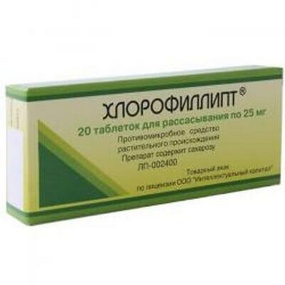 ХЛОРОФИЛЛИПТ®
20 таблеток для рассасывания по 25 мг
Противомикробное средство
растительного происхождения
Препарат содержит сахарозу
ЛП-002400
Товарный знак
по лицензии ООО "Интеллектуальный капитал"